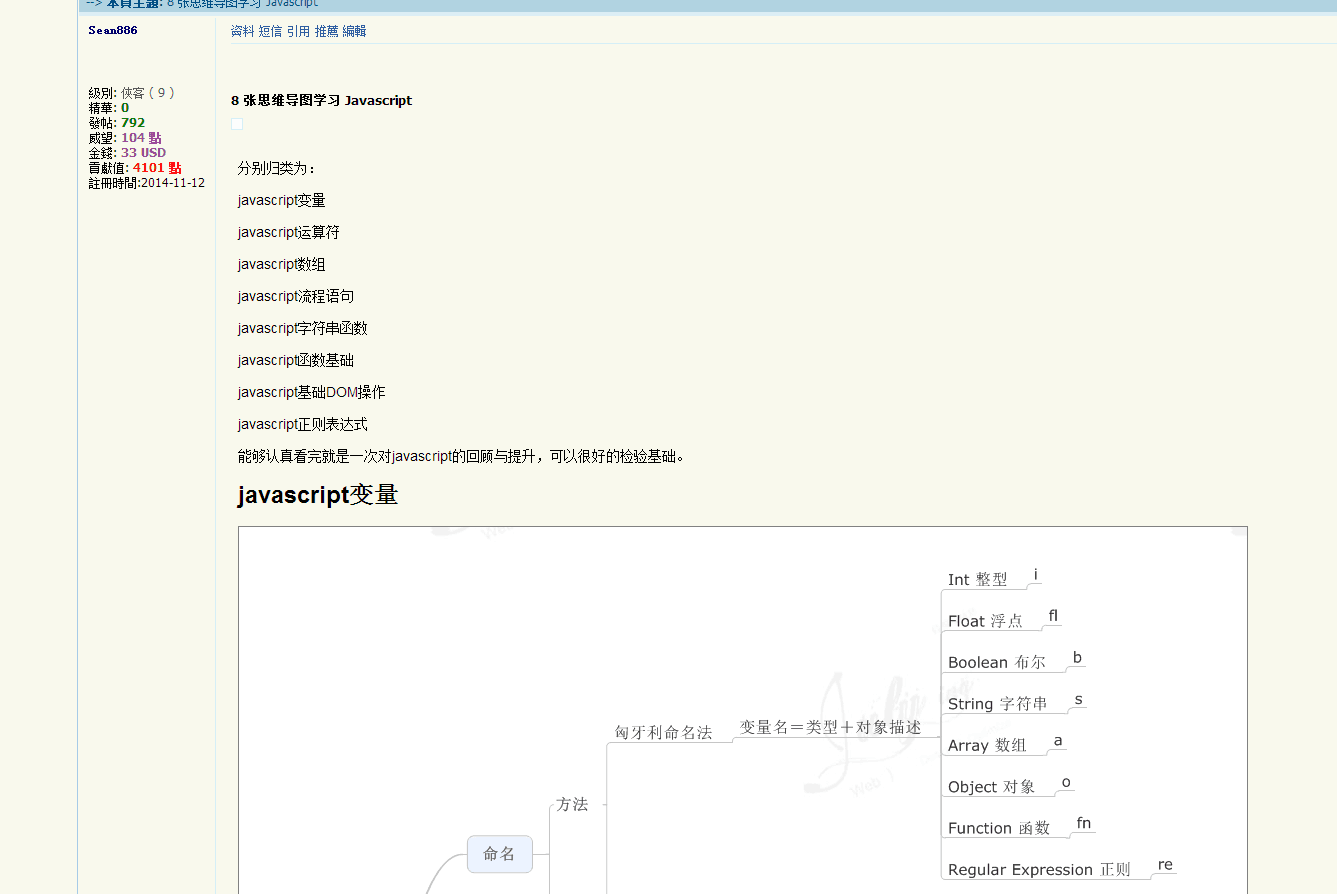 --> 本頁主題: 8 张思维导图学习 Javascript
Sean886
資料 短信 引用 推薦 編輯
級別: 俠客 ( 9 )
精華: 0
發帖: 792
威望: 104 點
金錢: 33 USD
貢獻值: 4101 點
註冊時間:2014-11-12
8 张思维导图学习 Javascript
分别归类为：
javascript变量
javascript运算符
javascript数组
javascript流程语句
javascript字符串函数
javascript函数基础
javascript基础DOM操作
javascript正则表达式
能够认真看完就是一次对javascript的回顾与提升，可以很好的检验基础。
javascript变量
Int 整型 i
Float 浮点 fl
Boolean 布尔 b
String 字符串 s
Array 数组 a
Object 对象 o
Function 函数 fn
Regular Expression 正则 re
匈牙利命名法
变量名＝类型＋对象描述
方法
命名